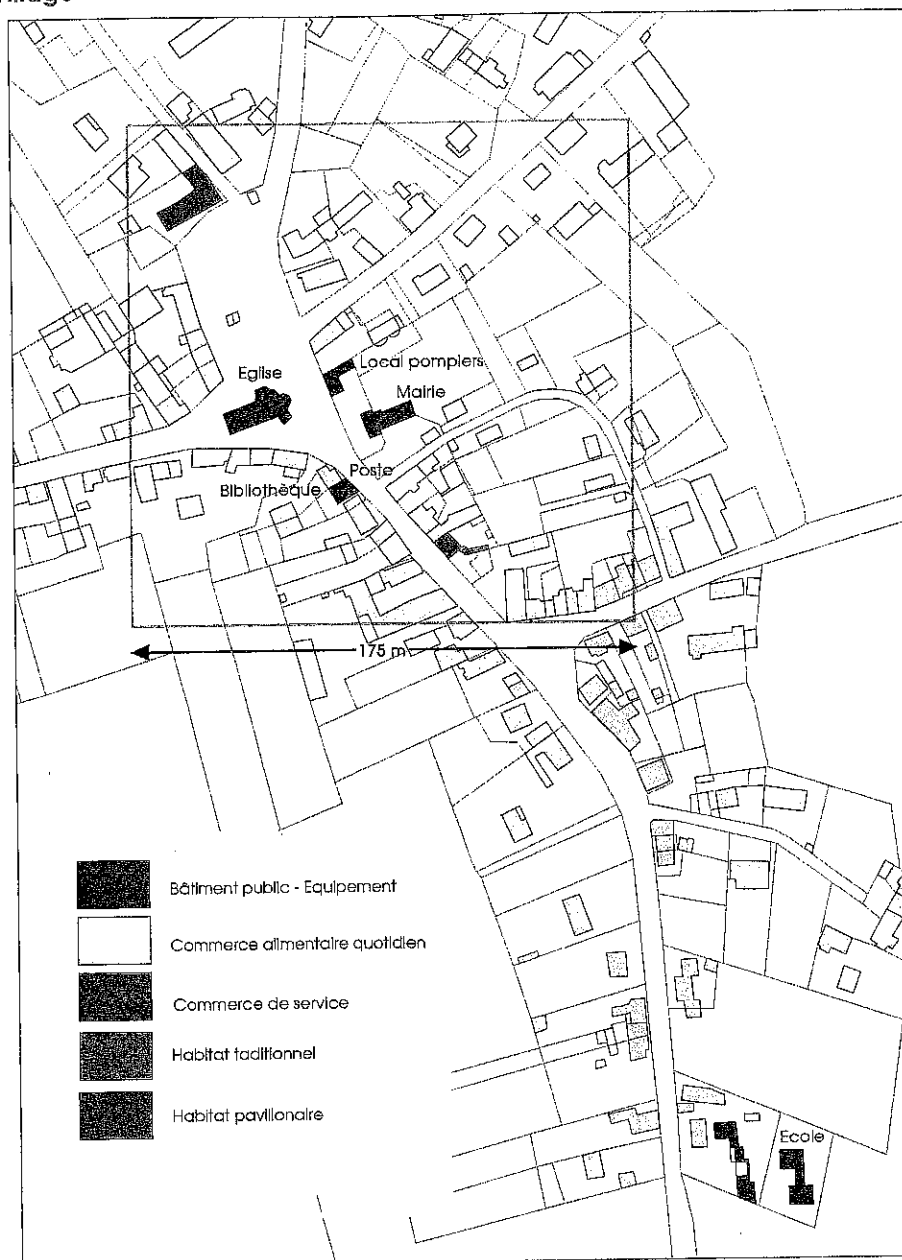 Eglise
Local pompiers
Mairie
Poste
Bibliothèque
175 m
Bâtiment public - Equipement
Commerce alimentaire quotidien
Commerce de service
Habitat taditionnel
Habitat pavillonaire
Ecole